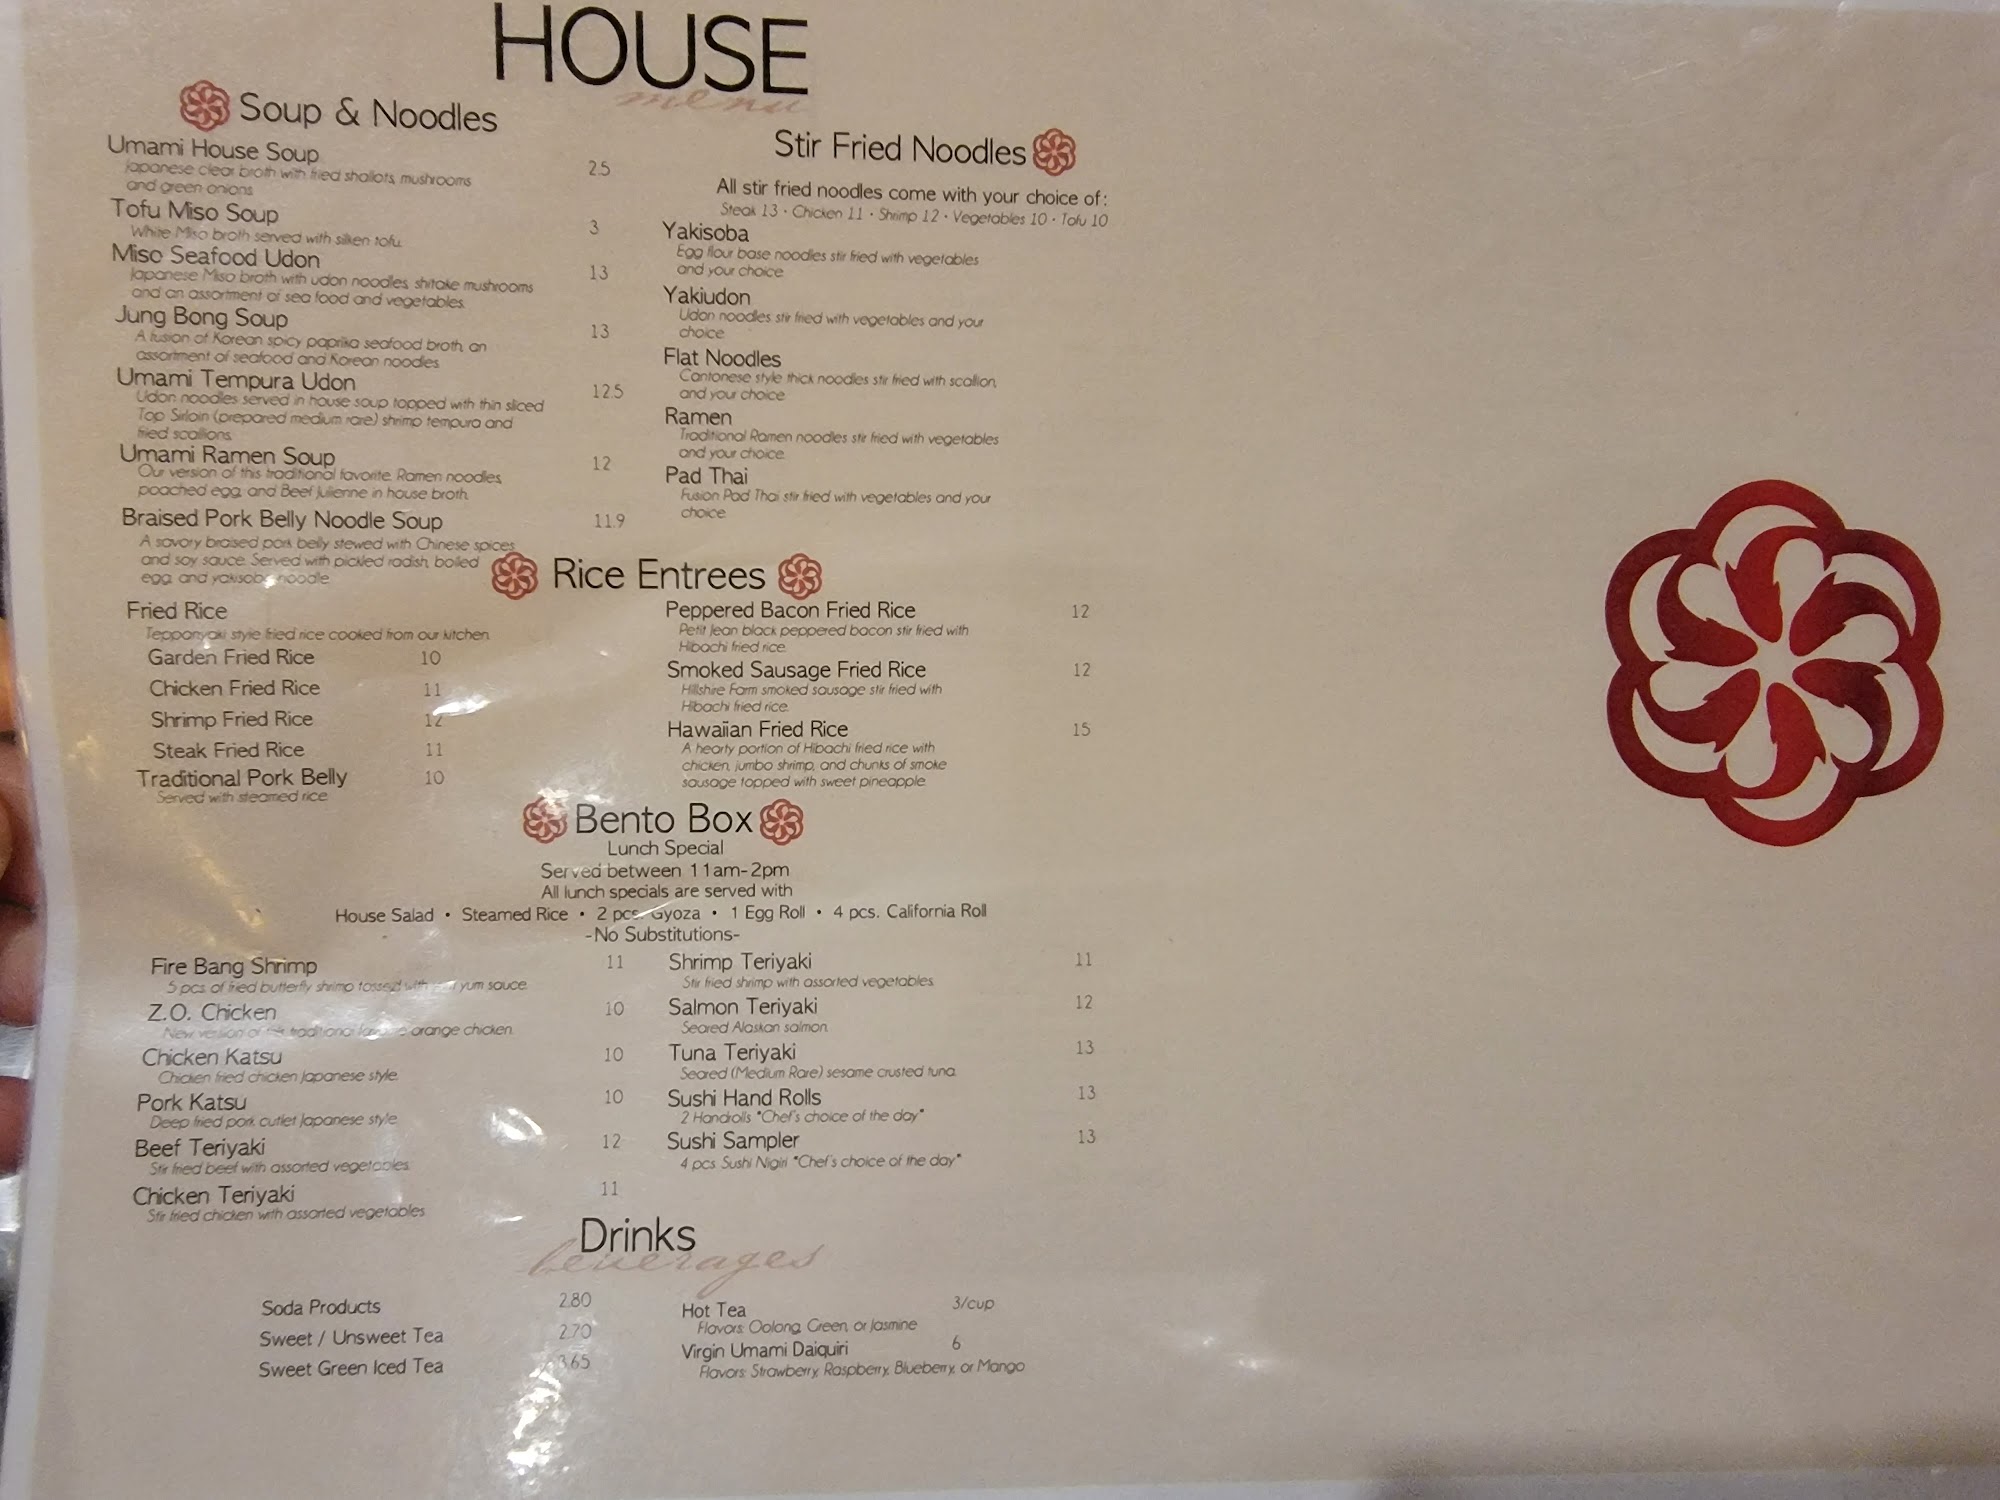 HOUSE
menu
Soup & Noodles
Umami House Soup 2.5
Japanese clear broth with fried shallots, mushrooms
and green onions.
Tofu Miso Soup 3
White Miso broth served with silken tofu.
Miso Seafood Udon 13
Japanese Miso broth with udon noodles, shitake mushrooms
and an assortment of sea food and vegetables.
Jung Bong Soup 13
A fusion of Korean spicy paprika seafood broth, an
assortment of seafood and Korean noodles.
Umami Tempura Udon 12.5
Udon noodles served in house soup topped with thin sliced
Top Sirloin (prepared medium rare) shrimp tempura and
fried scallions.
Umami Ramen Soup 12
Our version of this traditional favorite. Ramen noodles,
poached egg, and Beef Julienne in house broth.
Braised Pork Belly Noodle Soup 11.9
A savory braised pork belly stewed with Chinese spices
and soy sauce. Served with pickled radish, boiled
egg, and yakisoba noodle.
Stir Fried Noodles
All stir fried noodles come with your choice of:
Steak 13 • Chicken 11 • Shrimp 12 • Vegetables 10 • Tofu 10
Yakisoba
Egg flour base noodles stir fried with vegetables
and your choice.
Yakiudon
Udon noodles stir fried with vegetables and your
choice.
Flat Noodles
Cantonese style thick noodles stir fried with scallion,
and your choice.
Ramen
Traditional Ramen noodles stir fried with vegetables
and your choice.
Pad Thai
Fusion Pad Thai stir fried with vegetables and your
choice.
Rice Entrees
Fried Rice
Teppanyaki style fried rice cooked from our kitchen.
Garden Fried Rice 10
Chicken Fried Rice 11
Shrimp Fried Rice 12
Steak Fried Rice 11
Traditional Pork Belly 10
Served with steamed rice.
Peppered Bacon Fried Rice 12
Petit Jean black peppered bacon stir fried with
Hibachi fried rice.
Smoked Sausage Fried Rice 12
Hillshire Farm smoked sausage stir fried with
Hibachi fried rice.
Hawaiian Fried Rice 15
A hearty portion of Hibachi fried rice with
chicken, jumbo shrimp, and chunks of smoke
sausage topped with sweet pineapple.
Bento Box
Lunch Special
Served between 11am-2pm
All lunch specials are served with
House Salad • Steamed Rice • 2 pcs. Gyoza • 1 Egg Roll • 4 pcs. California Roll
-No Substitutions-
Fire Bang Shrimp 11
5 pcs. of fried butterfly shrimp tossed with yum sauce.
Z.O. Chicken 10
New version of the traditional orange chicken.
Chicken Katsu 10
Chicken fried chicken Japanese style.
Pork Katsu 10
Deep fried pork cutlet Japanese style.
Beef Teriyaki 12
Stir fried beef with assorted vegetables.
Chicken Teriyaki 11
Stir fried chicken with assorted vegetables.
Shrimp Teriyaki 11
Stir fried shrimp with assorted vegetables.
Salmon Teriyaki 12
Seared Alaskan salmon.
Tuna Teriyaki 13
Seared (Medium Rare) sesame crusted tuna.
Sushi Hand Rolls 13
2 Handrolls "Chef's choice of the day"
Sushi Sampler 13
4 pcs Sushi Nigiri "Chef's choice of the day"
Drinks
beverages
Soda Products 2.80
Sweet / Unsweet Tea 2.70
Sweet Green Iced Tea
Hot Tea 3/cup
Flavors: Oolong, Green, or Jasmine
Virgin Umami Daiquiri 6
Flavors: Strawberry, Raspberry, Blueberry, or Mango